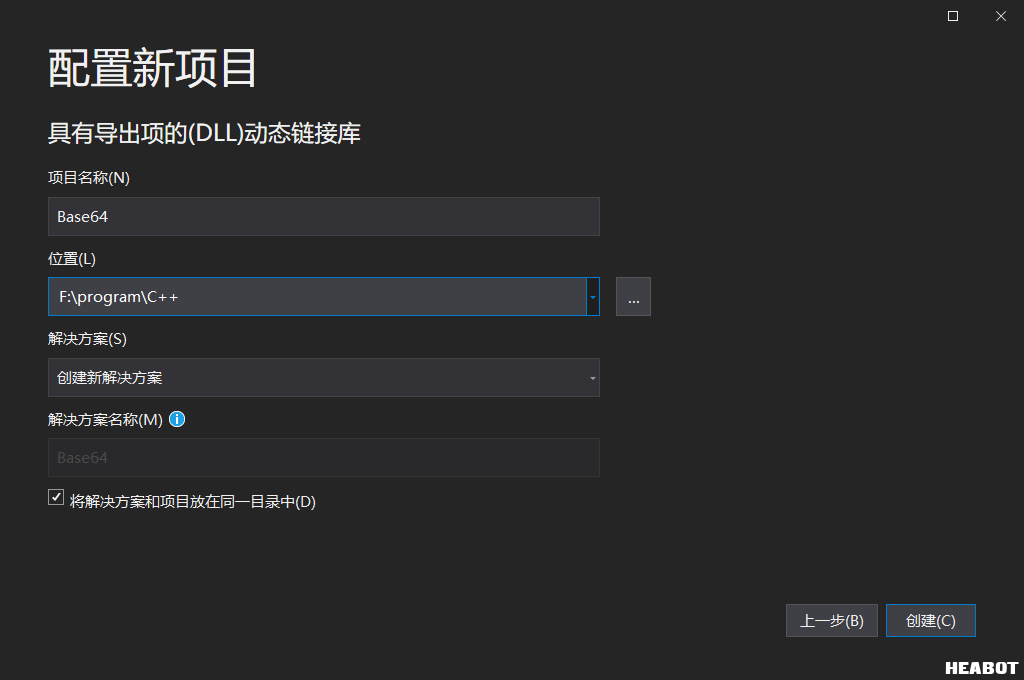 配置新项目
具有导出项的(DLL)动态链接库
项目名称(N)
Base64
位置(L)
F:\program\C++
...
解决方案(S)
创建新解决方案
解决方案名称(M)
Base64
将解决方案和项目放在同一目录中(D)
上一步(B)
创建(C)
HEABOT